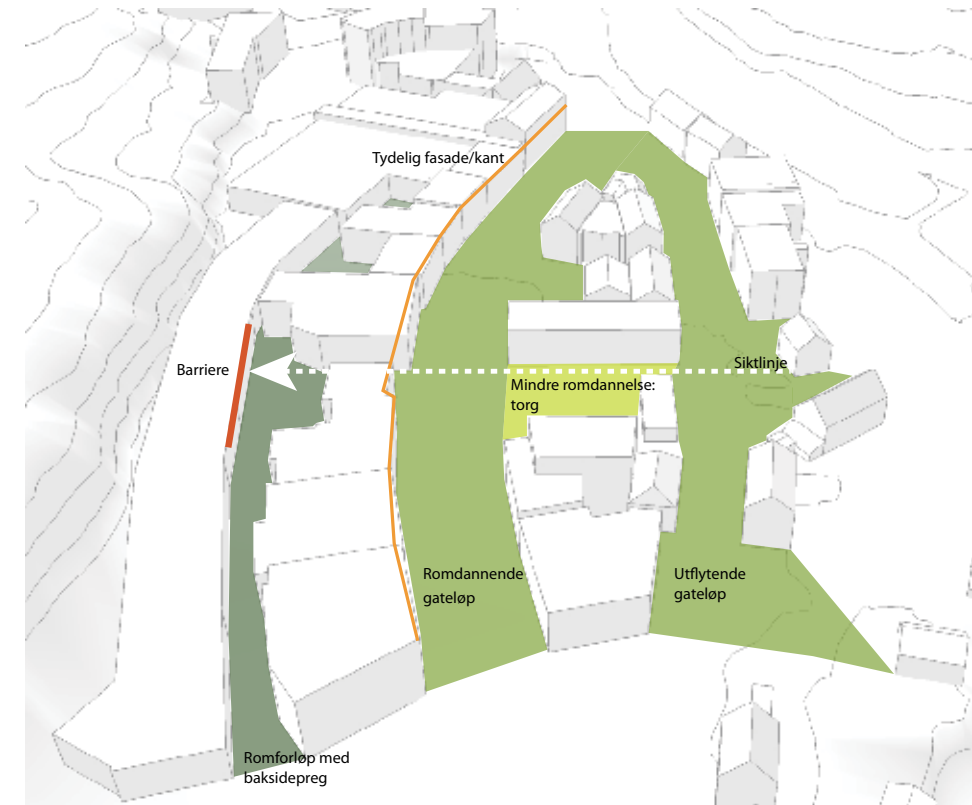 Tydelig fasade/kant
Barriere
Siktlinje
Mindre romdannelse:
torg
Romdannende
gateløp
Utflytende
gateløp
Romforløp med
baksidepreg